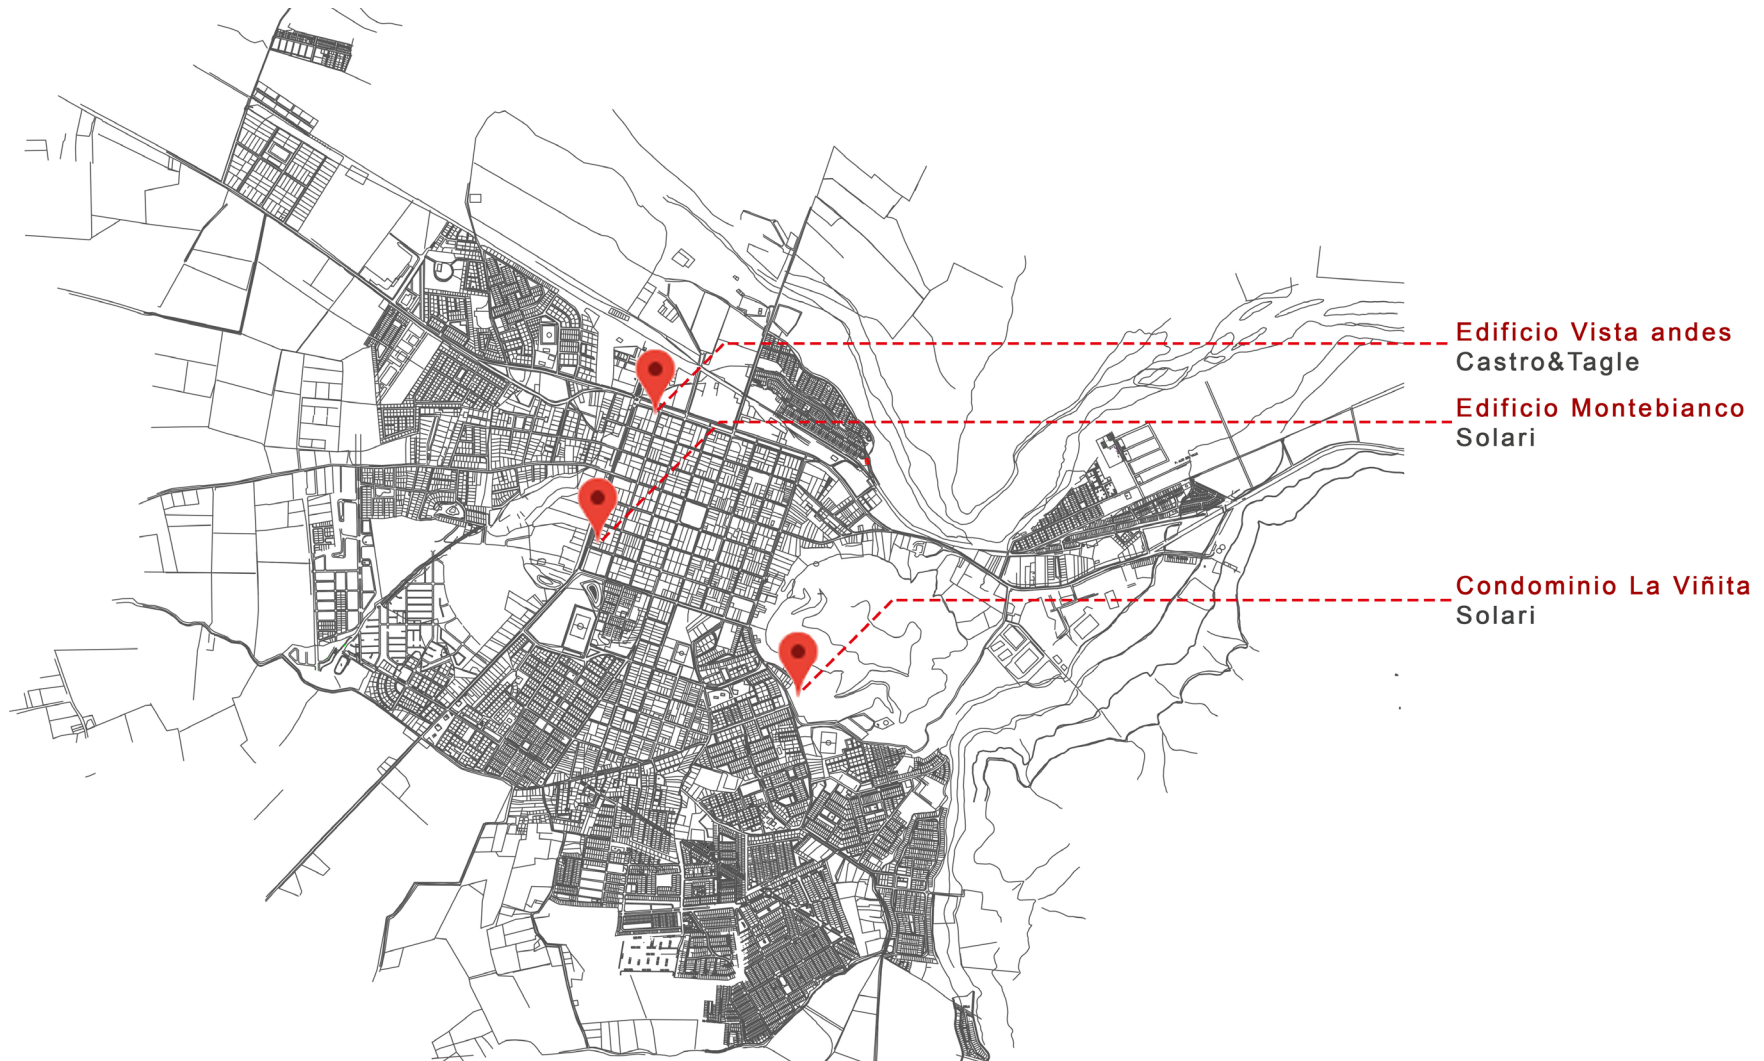 Edificio Vista andes
Castro&Tagle
Edificio Montebianco
Solari
Condominio La Viñita
Solari